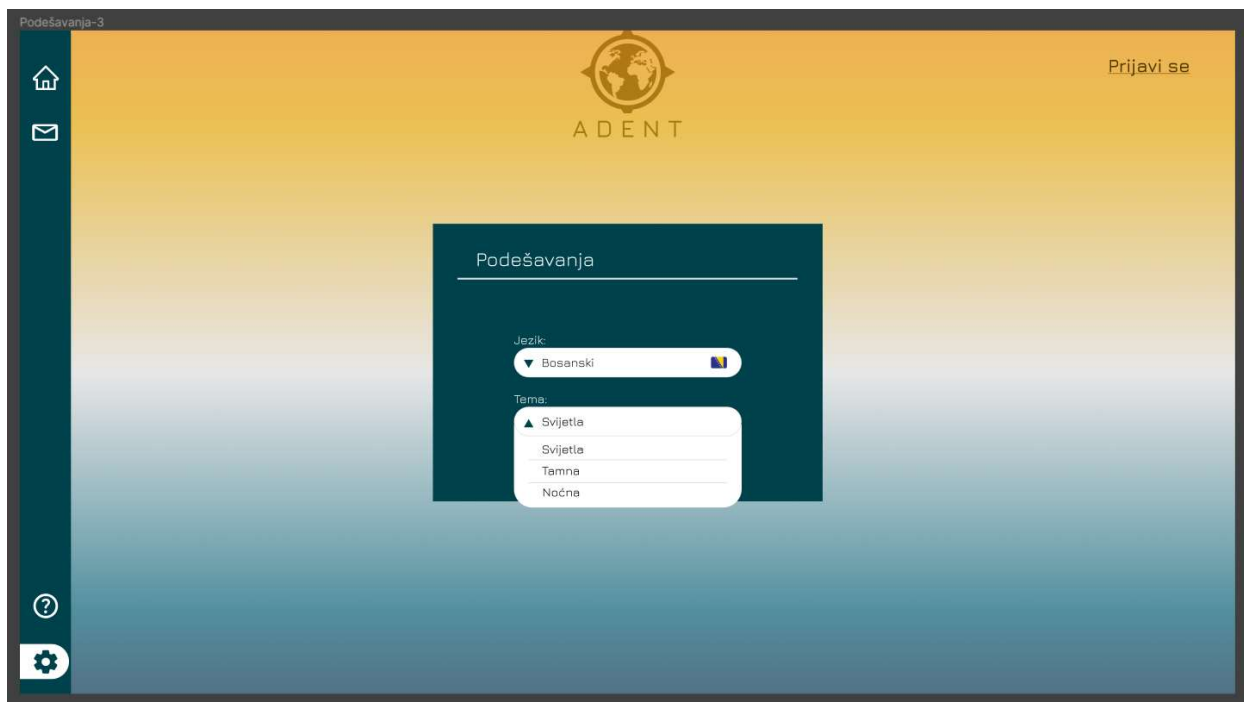 Podešavanja-3
Prijavi se
ADENT
Podešavanja
Jezik:
Bosanski
Tema:
Svijetla
Svijetla
Tamna
Noćna